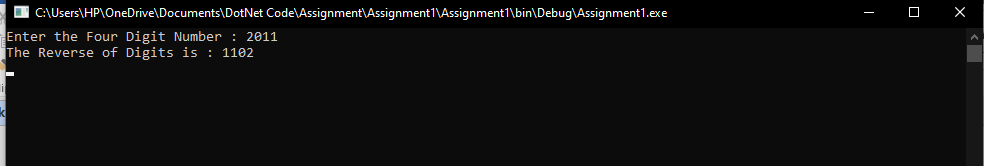 C:\Users\HP\OneDrive\Documents\DotNet Code\Assignment\Assignment1\Assignment1\bin\Debug\Assignment1.exe
Enter the Four Digit Number : 2011
The Reverse of Digits is : 1102